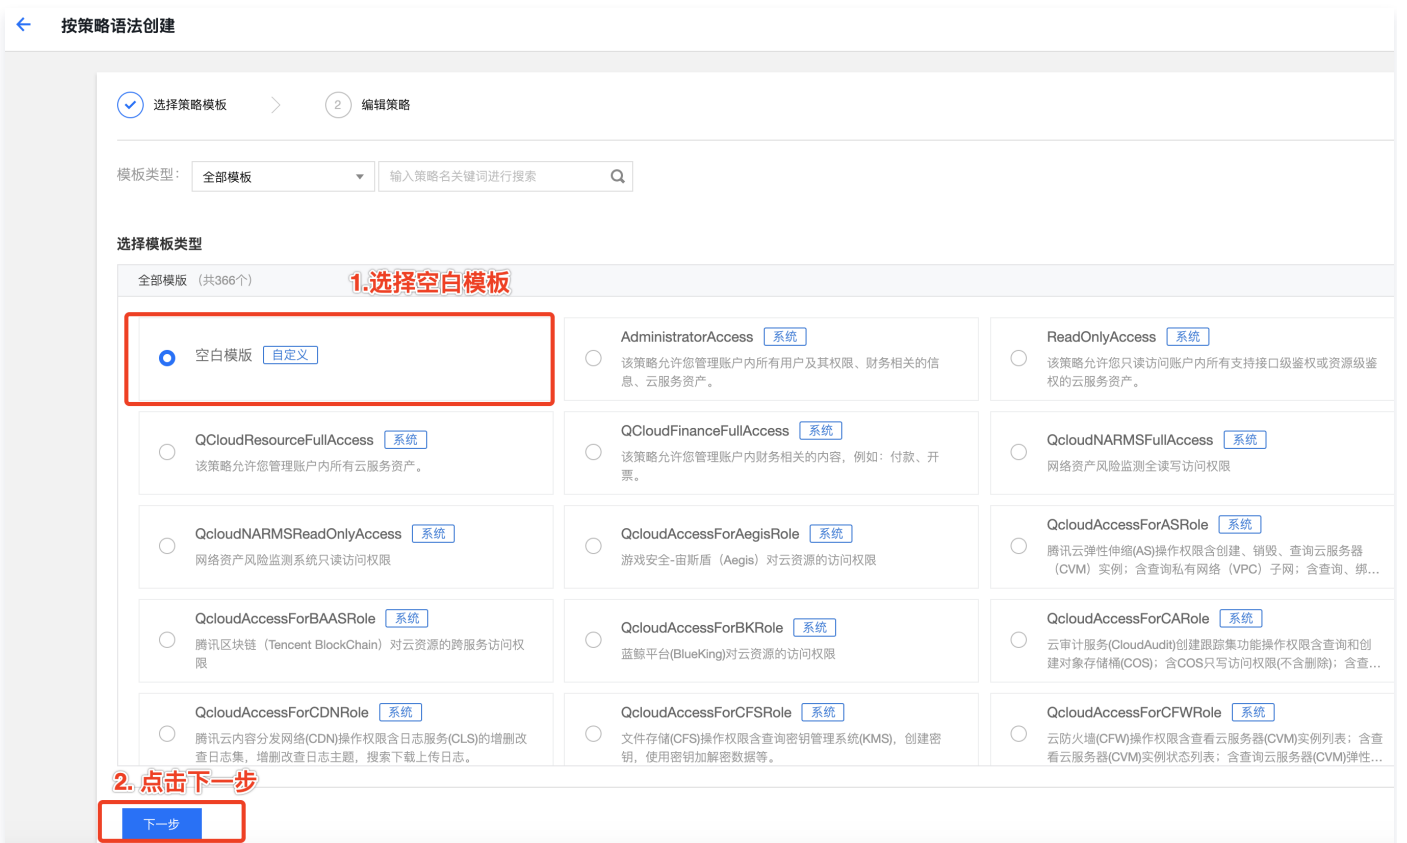 按策略语法创建
选择策略模板
2 编辑策略
模板类型： 全部模板 输入策略名关键词进行搜索
选择模板类型
全部模版 （共366个）
1.选择空白模板
空白模版 自定义
AdministratorAccess 系统
该策略允许您管理账户内所有用户及其权限、财务相关的信
息、云服务资产。
ReadOnlyAccess 系统
该策略允许您只读访问账户内所有支持接口级鉴权或资源级鉴
权的云服务资产。
QCloudResourceFullAccess 系统
该策略允许您管理账户内所有云服务资产。
QCloudFinanceFullAccess 系统
该策略允许您管理账户内财务相关的内容，例如：付款、开
票。
QcloudNARMSFullAccess 系统
网络资产风险监测全读写访问权限
QcloudNARMSReadOnlyAccess 系统
网络资产风险监测系统只读访问权限
QcloudAccessForAegisRole 系统
游戏安全-宙斯盾（Aegis）对云资源的访问权限
QcloudAccessForASRole 系统
腾讯云弹性伸缩(AS)操作权限含创建、销毁、查询云服务器
（CVM）实例；含查询私有网络（VPC）子网；含查询、绑...
QcloudAccessForBAASRole 系统
腾讯区块链（Tencent BlockChain）对云资源的跨服务访问权
限
QcloudAccessForBKRole 系统
蓝鲸平台(BlueKing)对云资源的访问权限
QcloudAccessForCARole 系统
云审计服务(CloudAudit)创建跟踪集功能操作权限含查询和创
建对象存储桶(COS)；含COS只写访问权限(不含删除)；含查...
QcloudAccessForCDNRole 系统
腾讯云内容分发网络(CDN)操作权限含日志服务(CLS)的增删改
查日志集，增删改查日志主题，搜索下载上传日志。
QcloudAccessForCFSRole 系统
文件存储(CFS)操作权限含查询密钥管理系统(KMS)，创建密
钥，使用密钥加解密数据等。
QcloudAccessForCFWRole 系统
云防火墙(CFW)操作权限含查看云服务器(CVM)实例列表；含查
看云服务器(CVM)实例状态列表；含查询云服务器(CVM)弹性...
2. 点击下一步
下一步